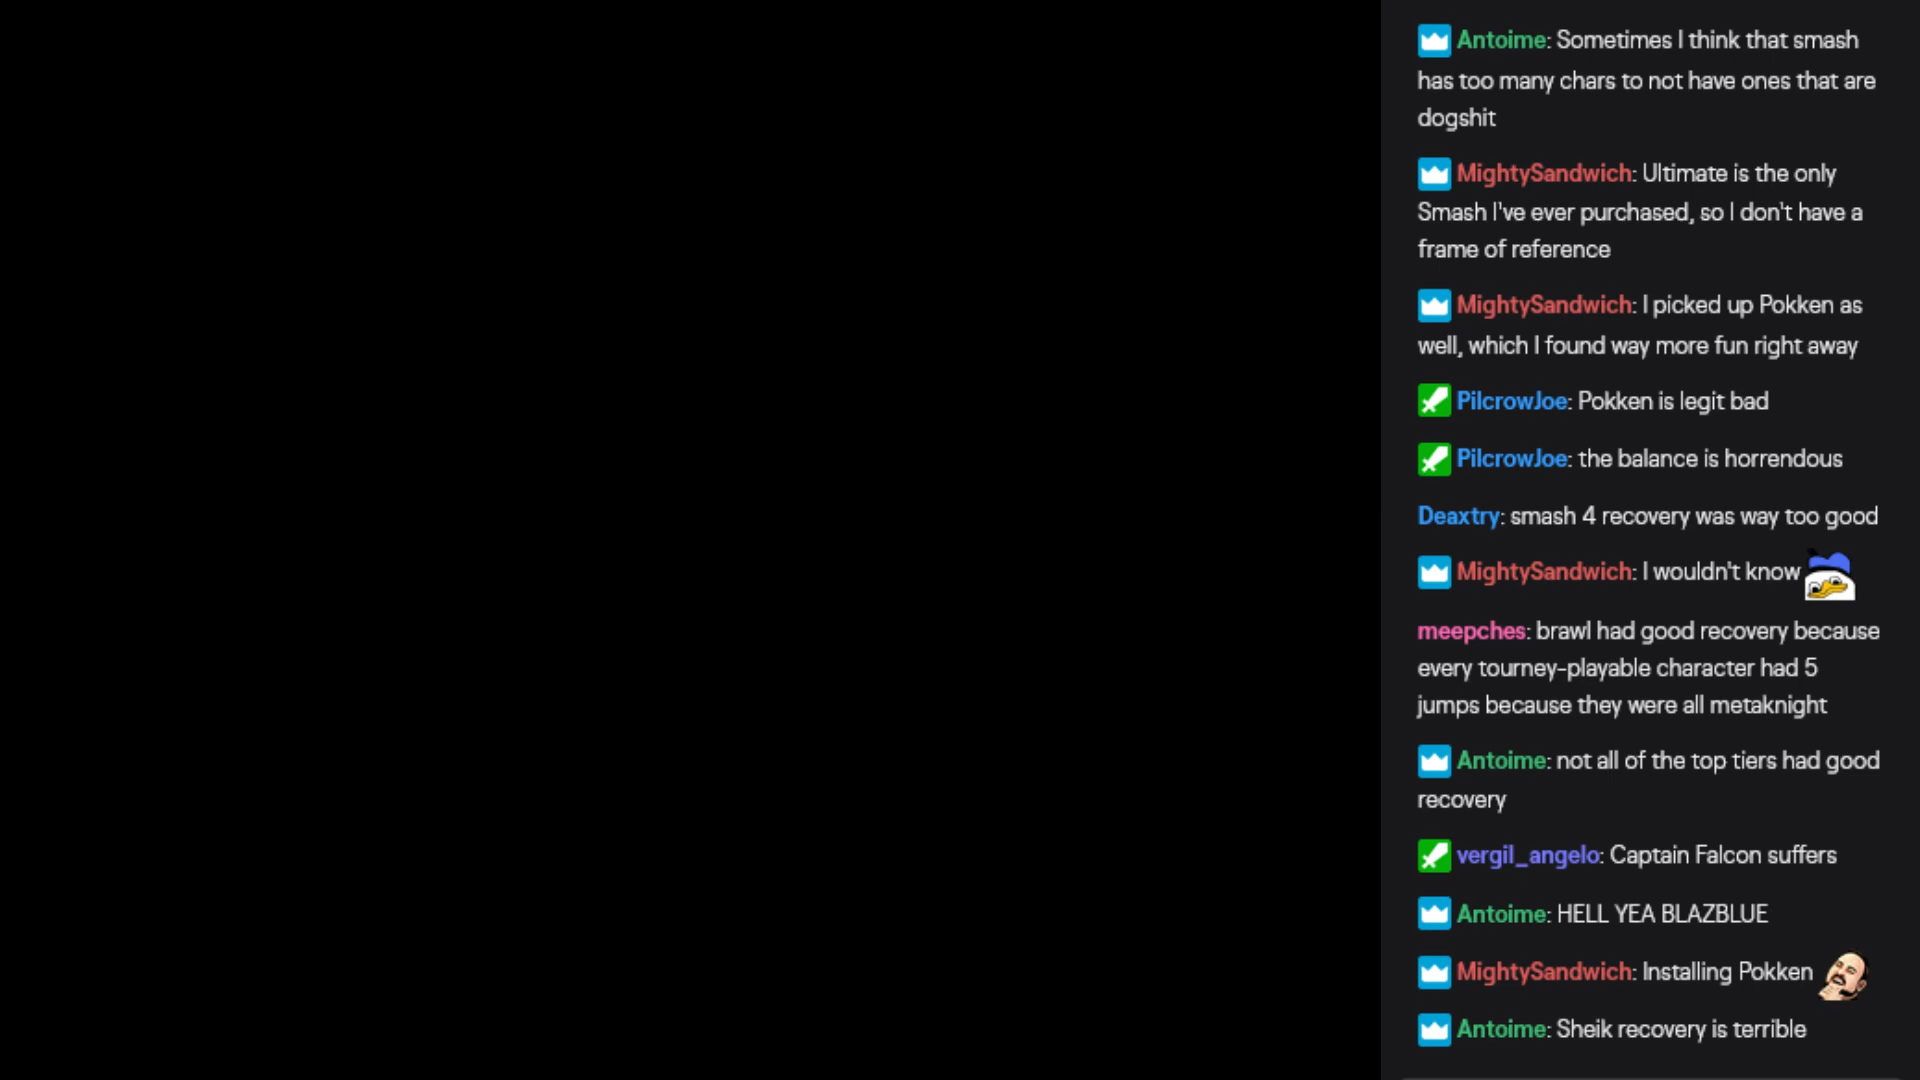 Antoime: Sometimes I think that smash
has too many chars to not have ones that are
dogshit
MightySandwich: Ultimate is the only
Smash I've ever purchased, so I don't have a
frame of reference
MightySandwich: I picked up Pokken as
well, which I found way more fun right away
PilcrowJoe: Pokken is legit bad
PilcrowJoe: the balance is horrendous
Deaxtry: smash 4 recovery was way too good
MightySandwich: I wouldn't know
meepches: brawl had good recovery because
every tourney-playable character had 5
jumps because they were all metaknight
Antoime: not all of the top tiers had good
recovery
vergil_angelo: Captain Falcon suffers
Antoime: HELL YEA BLAZBLUE
MightySandwich: Installing Pokken
Antoime: Sheik recovery is terrible